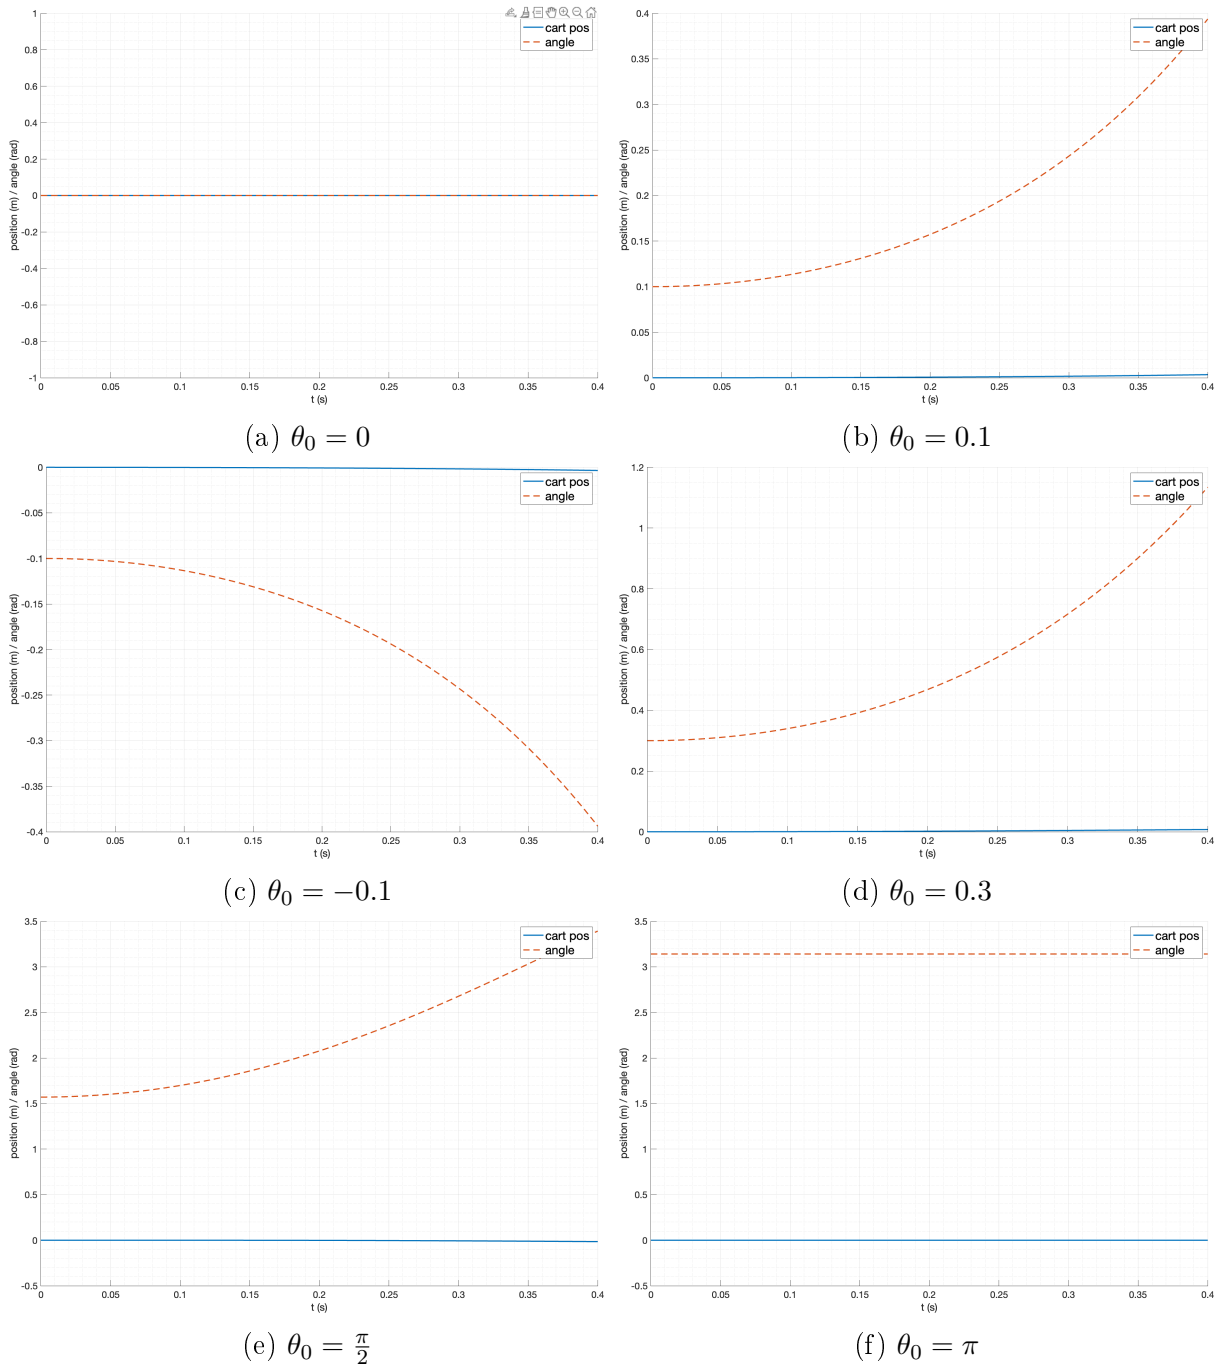 position (m) / angle (rad)
1
0.8
0.6
0.4
0.2
0
-0.2
-0.4
-0.6
-0.8
-1
cart pos
angle
0 0.05 0.1 0.15 0.2 0.25 0.3 0.35 0.4
t (s)
(a) θ₀ = 0
position (m) / angle (rad)
0.4
0.35
0.3
0.25
0.2
0.15
0.1
0.05
0
cart pos
angle
0 0.05 0.1 0.15 0.2 0.25 0.3 0.35 0.4
t (s)
(b) θ₀ = 0.1
position (m) / angle (rad)
0
-0.05
-0.1
-0.15
-0.2
-0.25
-0.3
-0.35
-0.4
cart pos
angle
0 0.05 0.1 0.15 0.2 0.25 0.3 0.35 0.4
t (s)
(c) θ₀ = −0.1
position (m) / angle (rad)
1.2
1
0.8
0.6
0.4
0.2
0
cart pos
angle
0 0.05 0.1 0.15 0.2 0.25 0.3 0.35 0.4
t (s)
(d) θ₀ = 0.3
position (m) / angle (rad)
3.5
3
2.5
2
1.5
1
0.5
0
-0.5
cart pos
angle
0 0.05 0.1 0.15 0.2 0.25 0.3 0.35 0.4
t (s)
(e) θ₀ = π/2
position (m) / angle (rad)
3.5
3
2.5
2
1.5
1
0.5
0
-0.5
cart pos
angle
0 0.05 0.1 0.15 0.2 0.25 0.3 0.35 0.4
t (s)
(f) θ₀ = π